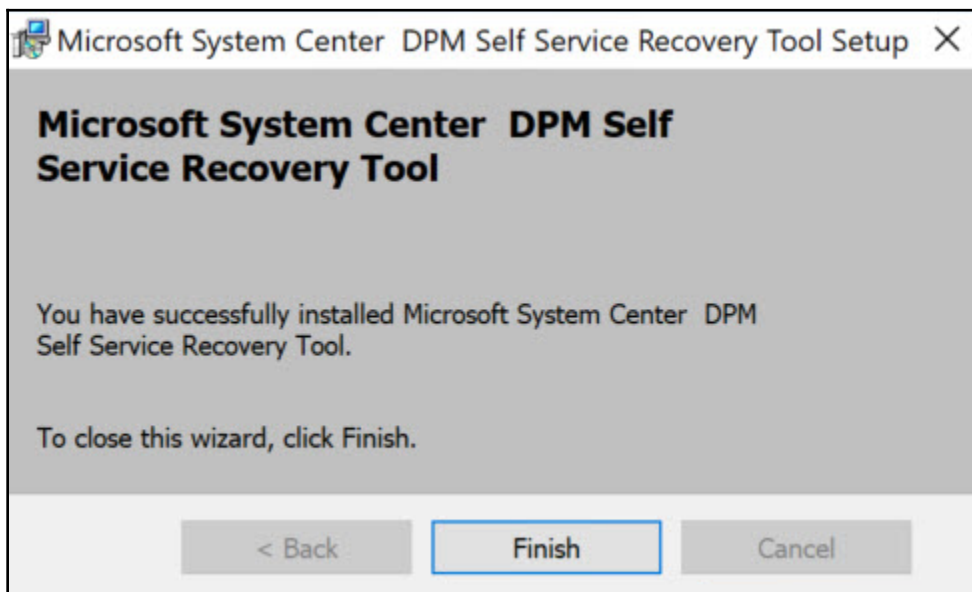 Microsoft System Center  DPM Self Service Recovery Tool Setup
Microsoft System Center  DPM Self
Service Recovery Tool
You have successfully installed Microsoft System Center  DPM
Self Service Recovery Tool.
To close this wizard, click Finish.
< Back
Finish
Cancel